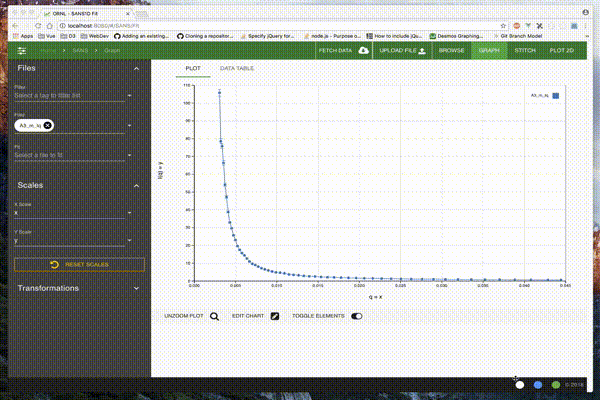 ORNL - SANS1D Fit
localhost:8080/#/SANS/Fit
Apps
Vue
D3
WebDev
Adding an existing...
Cloning a repository...
Specify jQuery for...
node.js - Purpose o...
How to include jQu...
Desmos Graphing...
Git Branch Model
Home > SANS > Graph
FETCH DATA
UPLOAD FILE
BROWSE
GRAPH
STITCH
PLOT 2D
Files
Filter
Select a tag to filter list
A3_m_iq
Fit
Select a file to fit
Scales
X Scale
x
Y Scale
y
RESET SCALES
Transformations
PLOT
DATA TABLE
A3_m_iq
110
100
90
80
70
60
50
40
30
20
10
0
I(q) = y
0.000
0.005
0.010
0.015
0.020
0.025
0.030
0.035
0.040
0.045
q = x
UNZOOM PLOT
EDIT CHART
TOGGLE ELEMENTS
© 2018